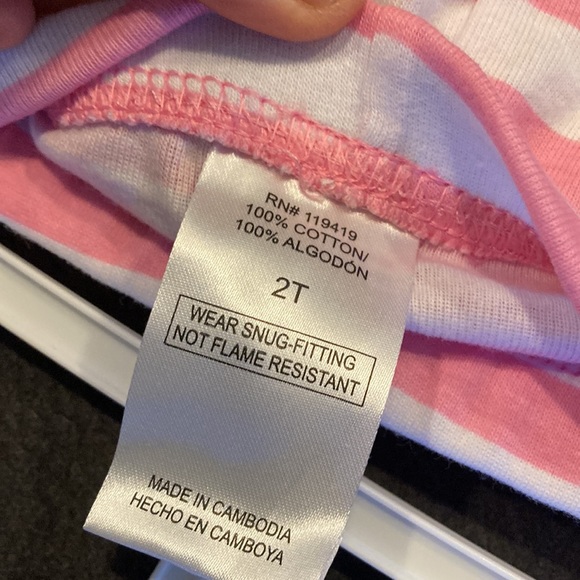 RN# 119419
100% COTTON/
100% ALGODÓN
2T
WEAR SNUG-FITTING
NOT FLAME RESISTANT
MADE IN CAMBODIA
HECHO EN CAMBOYA